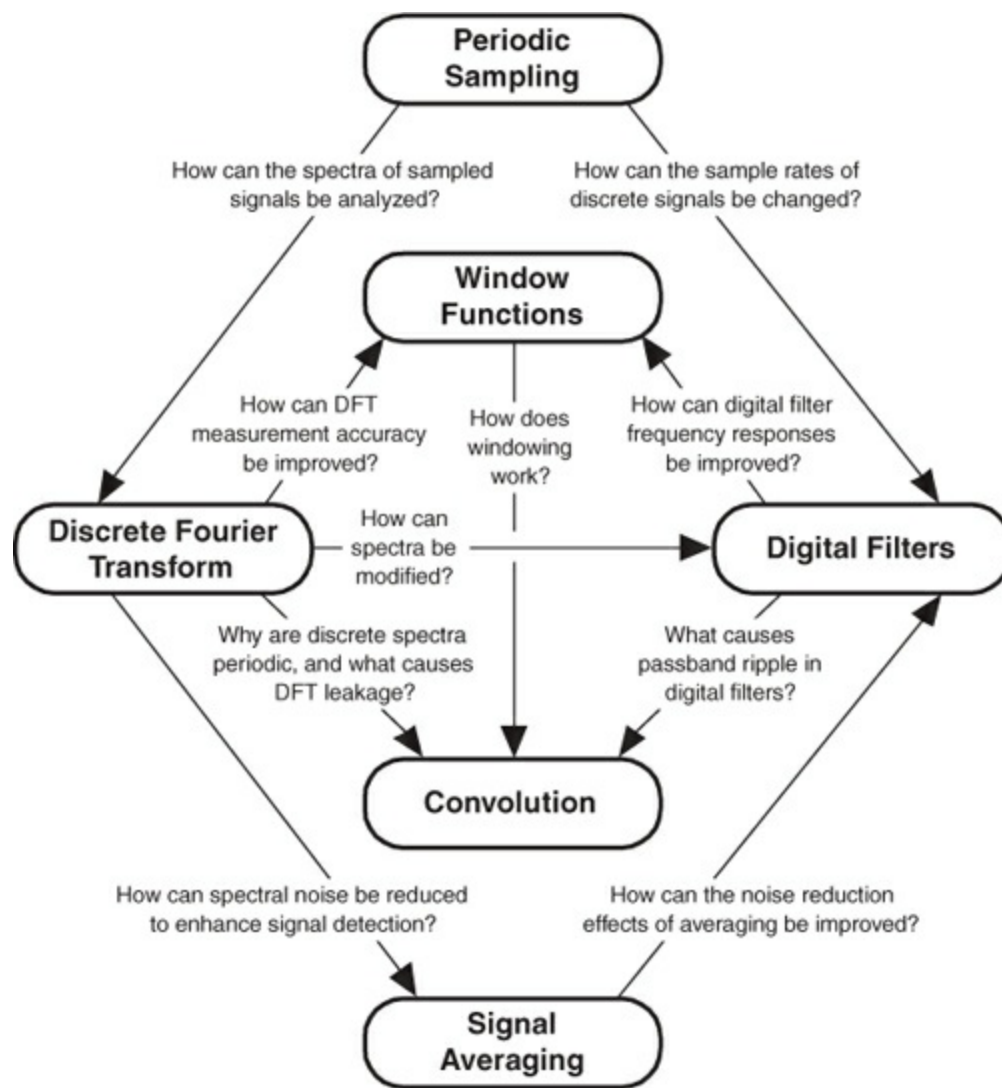 Periodic
Sampling
How can the spectra of sampled
signals be analyzed?
How can the sample rates of
discrete signals be changed?
Window
Functions
How can DFT
measurement accuracy
be improved?
How does
windowing
work?
How can digital filter
frequency responses
be improved?
Discrete Fourier
Transform
How can
spectra be
modified?
Digital Filters
Why are discrete spectra
periodic, and what causes
DFT leakage?
What causes
passband ripple in
digital filters?
Convolution
How can spectral noise be reduced
to enhance signal detection?
How can the noise reduction
effects of averaging be improved?
Signal
Averaging